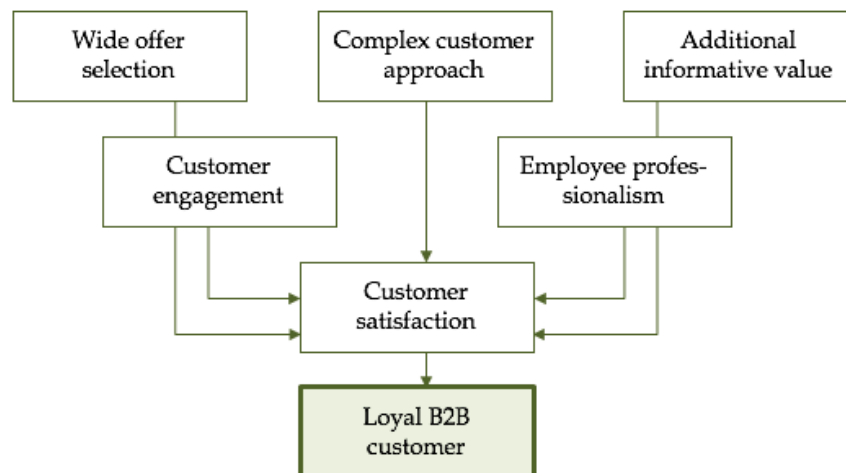 Wide offer
selection
Complex customer
approach
Additional
informative value
Customer
engagement
Employee profes-
sionalism
Customer
satisfaction
Loyal B2B
customer